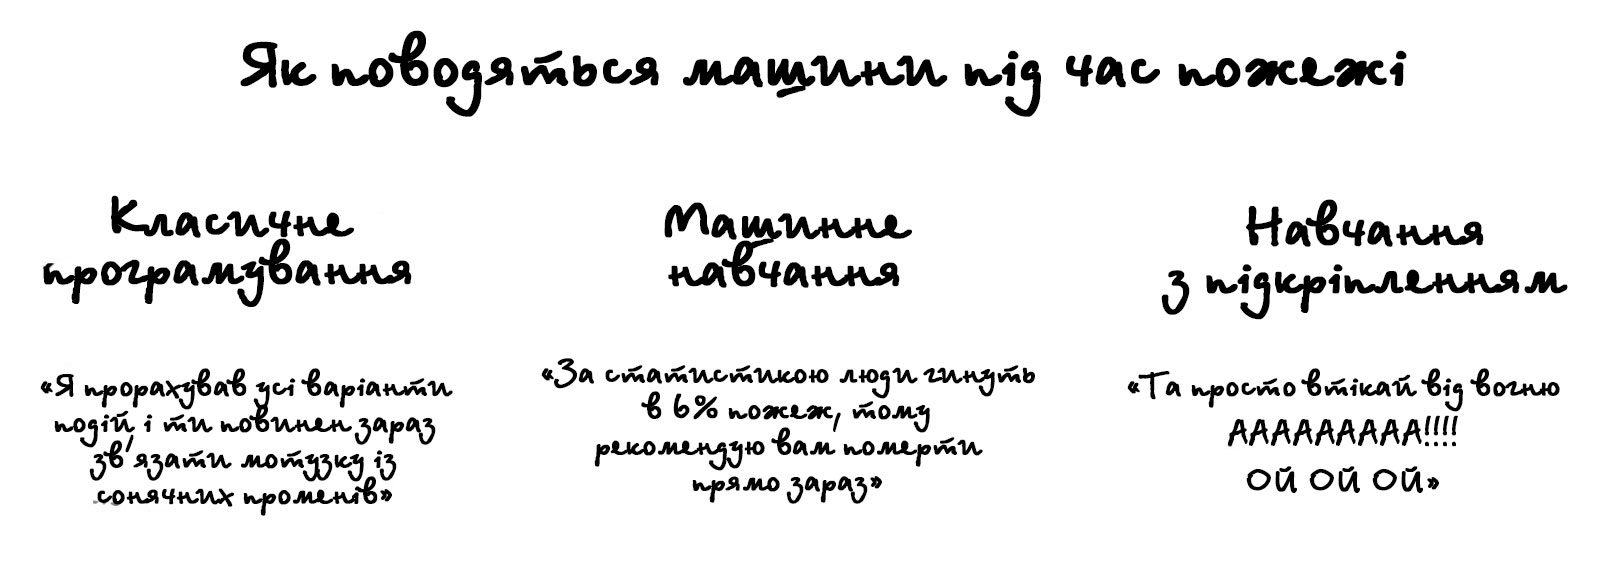 Як поводяться машини під час пожежі
Класичне
програмування
«Я прорахував усі варіанти
подій, і ти повинен зараз
зв'язати мотузку із
сонячних променів»
Машинне
навчання
«За статистикою люди гинуть
в 6% пожеж, тому
рекомендую вам померти
прямо зараз»
Навчання
з підкріпленням
«Та просто втікай від вогню
АААААААААА!!!!
ОЙ ОЙ ОЙ»